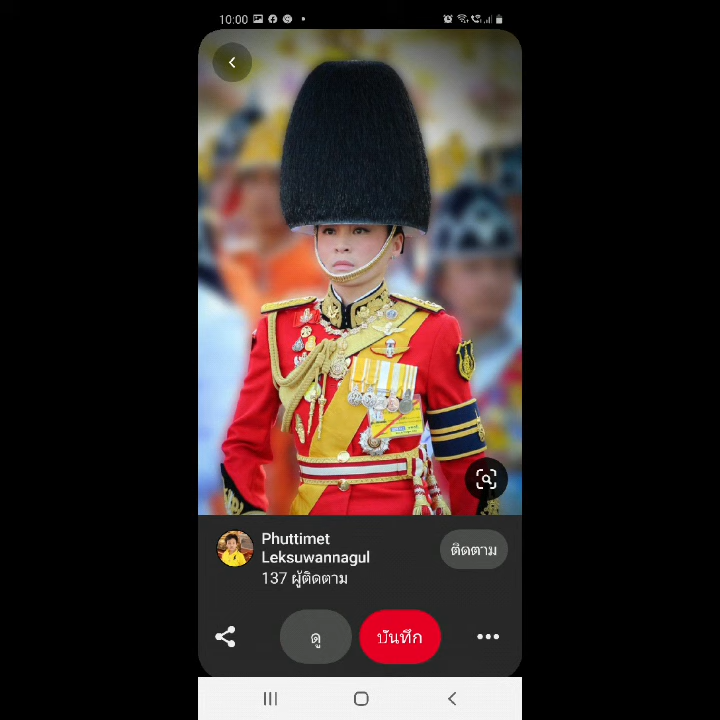 10:00
Phuttimet
Leksuwannagul
137 ผู้ติดตาม
ติดตาม
ดู
บันทึก